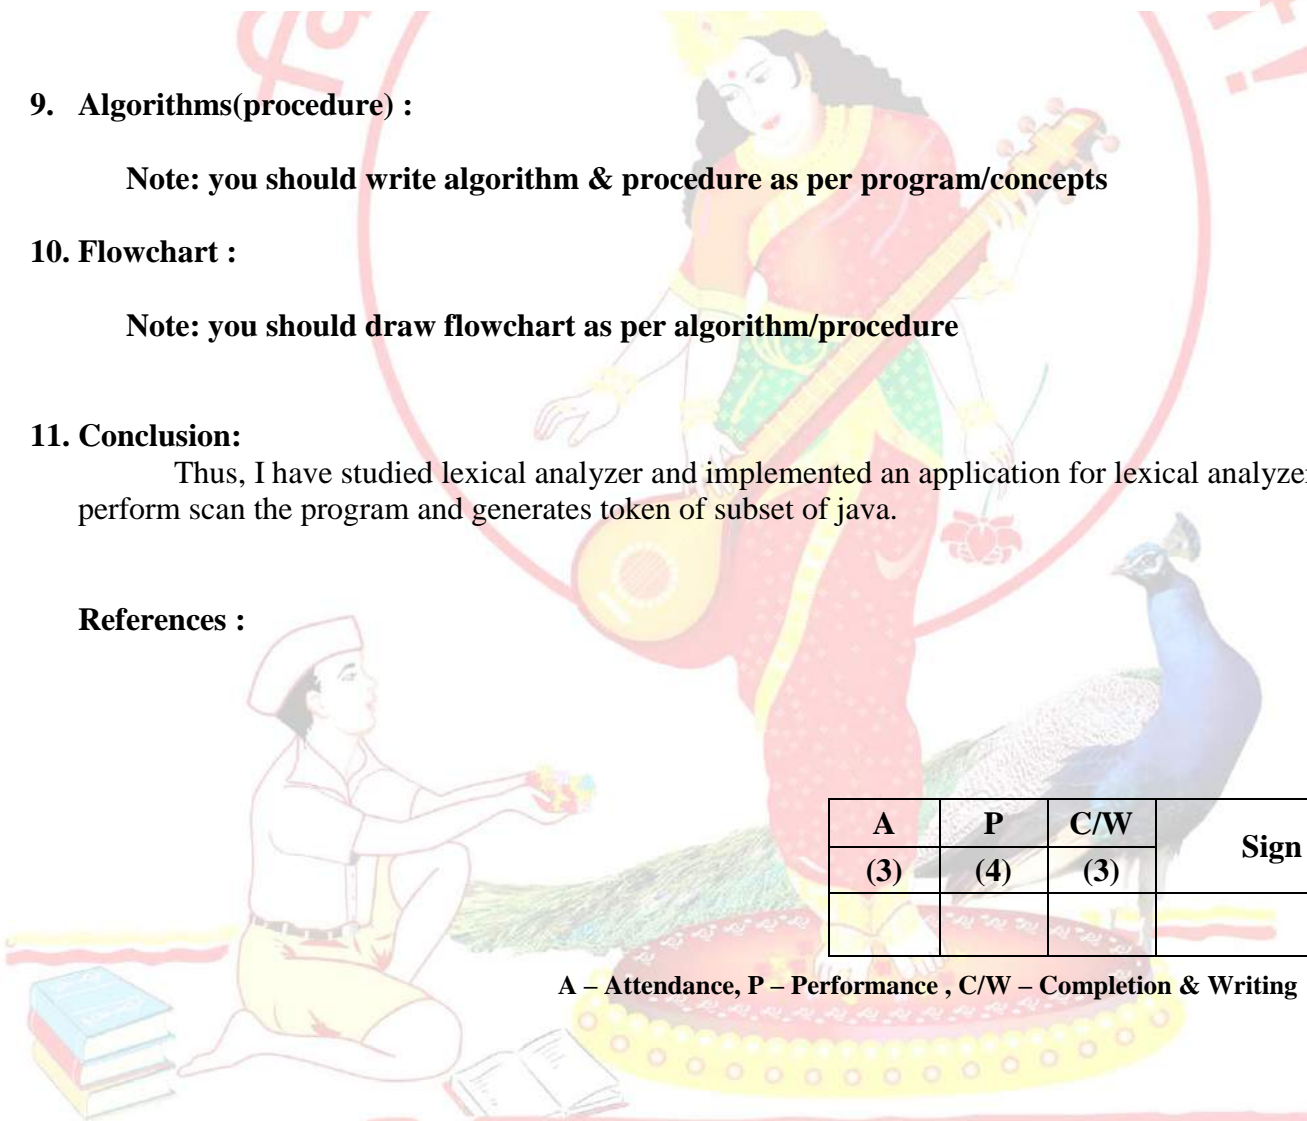 9. Algorithms(procedure) :
Note: you should write algorithm & procedure as per program/concepts
10. Flowchart :
Note: you should draw flowchart as per algorithm/procedure
11. Conclusion:
Thus, I have studied lexical analyzer and implemented an application for lexical analyzer
perform scan the program and generates token of subset of java.
References :
A P C/W Sign
(3) (4) (3)
A – Attendance, P – Performance , C/W – Completion & Writing